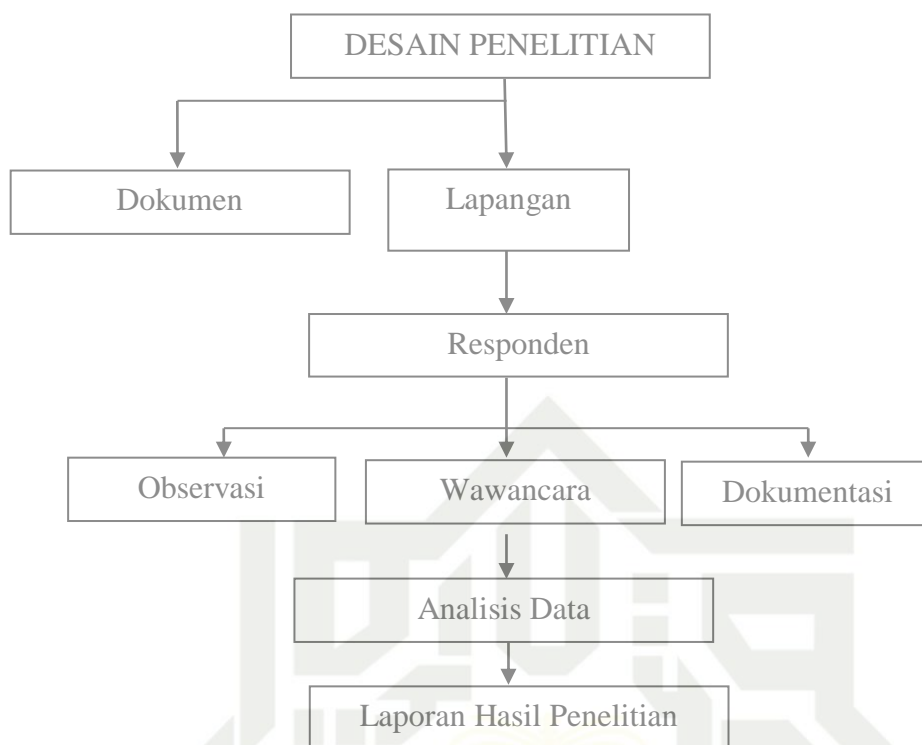 DESAIN PENELITIAN
Dokumen
Lapangan
Responden
Observasi
Wawancara
Dokumentasi
Analisis Data
Laporan Hasil Penelitian